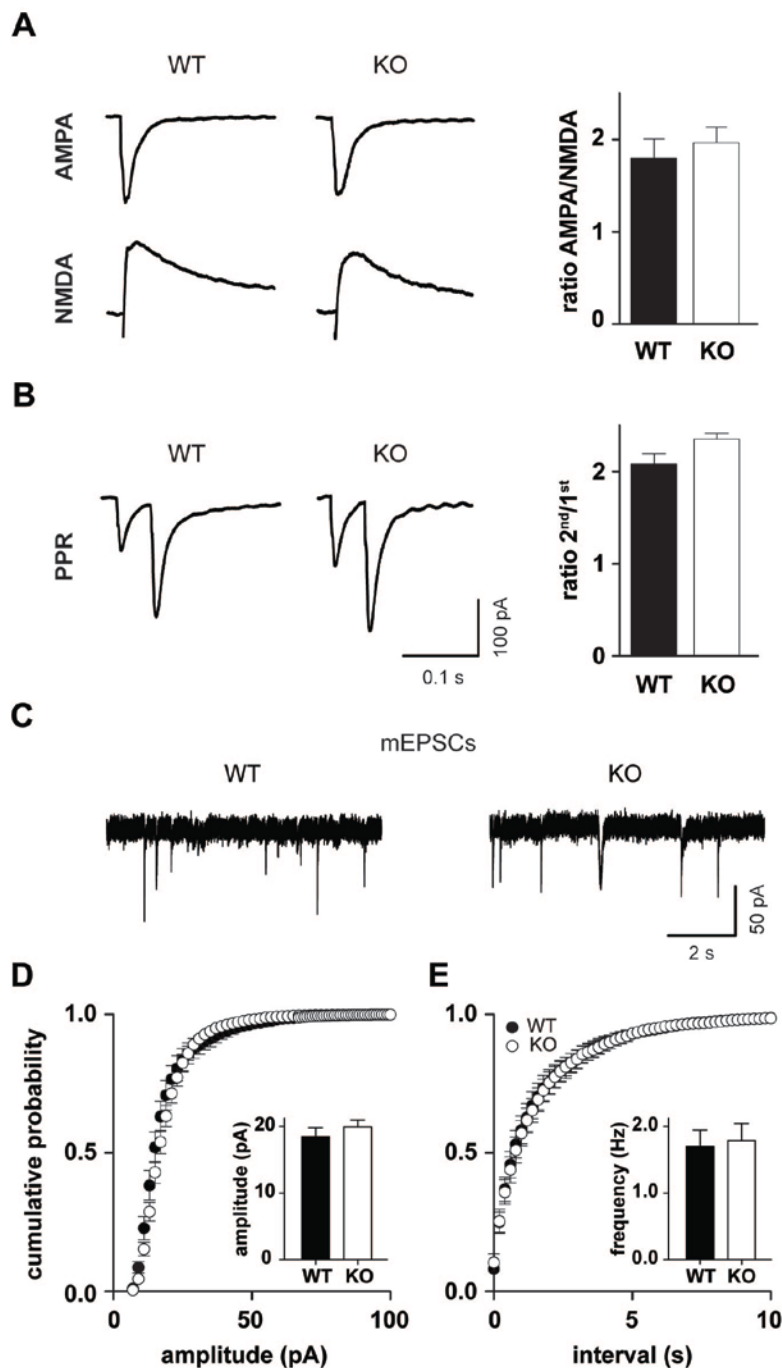 A
WT
KO
AMPA
NMDA
ratio AMPA/NMDA
2
1
0
WT
KO
B
WT
KO
PPR
100 pA
0.1 s
ratio 2nd/1st
2
1
0
WT
KO
C
mEPSCs
WT
KO
50 pA
2 s
D
cumulative probability
1.0
0.5
0.0
0
50
100
amplitude (pA)
amplitude (pA)
20
10
0
WT
KO
E
WT
KO
1.0
0.5
0.0
0
5
10
interval (s)
frequency (Hz)
2.0
1.0
0.0
WT
KO